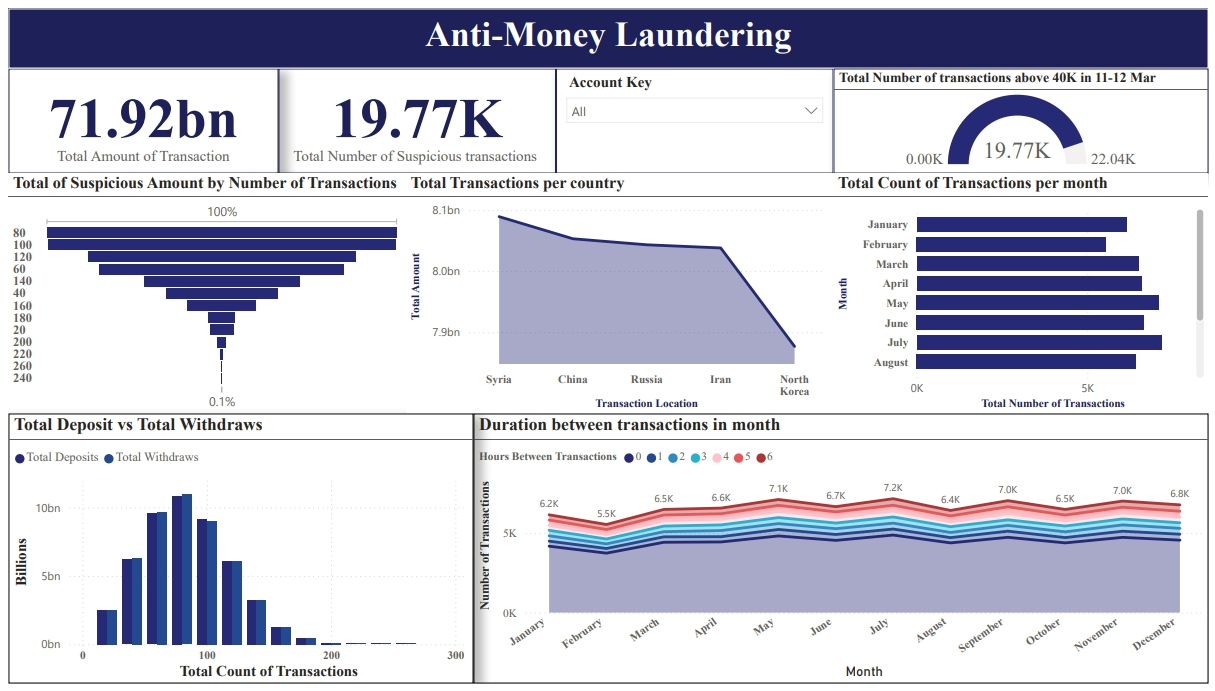 Anti-Money Laundering
71.92bn
Total Amount of Transaction
19.77K
Total Number of Suspicious transactions
Account Key
All
Total Number of transactions above 40K in 11-12 Mar
0.00K
19.77K
22.04K
Total of Suspicious Amount by Number of Transactions
100%
80
100
120
60
140
40
160
180
20
200
220
260
240
0.1%
Total Transactions per country
Total Amount
8.1bn
8.0bn
7.9bn
Syria
China
Russia
Iran
North
Korea
Transaction Location
Total Count of Transactions per month
Month
January
February
March
April
May
June
July
August
0K
5K
Total Number of Transactions
Total Deposit vs Total Withdraws
Total Deposits
Total Withdraws
Billions
10bn
5bn
0bn
0
100
200
300
Total Count of Transactions
Duration between transactions in month
Hours Between Transactions 0 1 2 3 4 5 6
Number of Transactions
5K
0K
6.2K
5.5K
6.5K
6.6K
7.1K
6.7K
7.2K
6.4K
7.0K
6.5K
7.0K
6.8K
January
February
March
April
May
June
July
August
September
October
November
December
Month